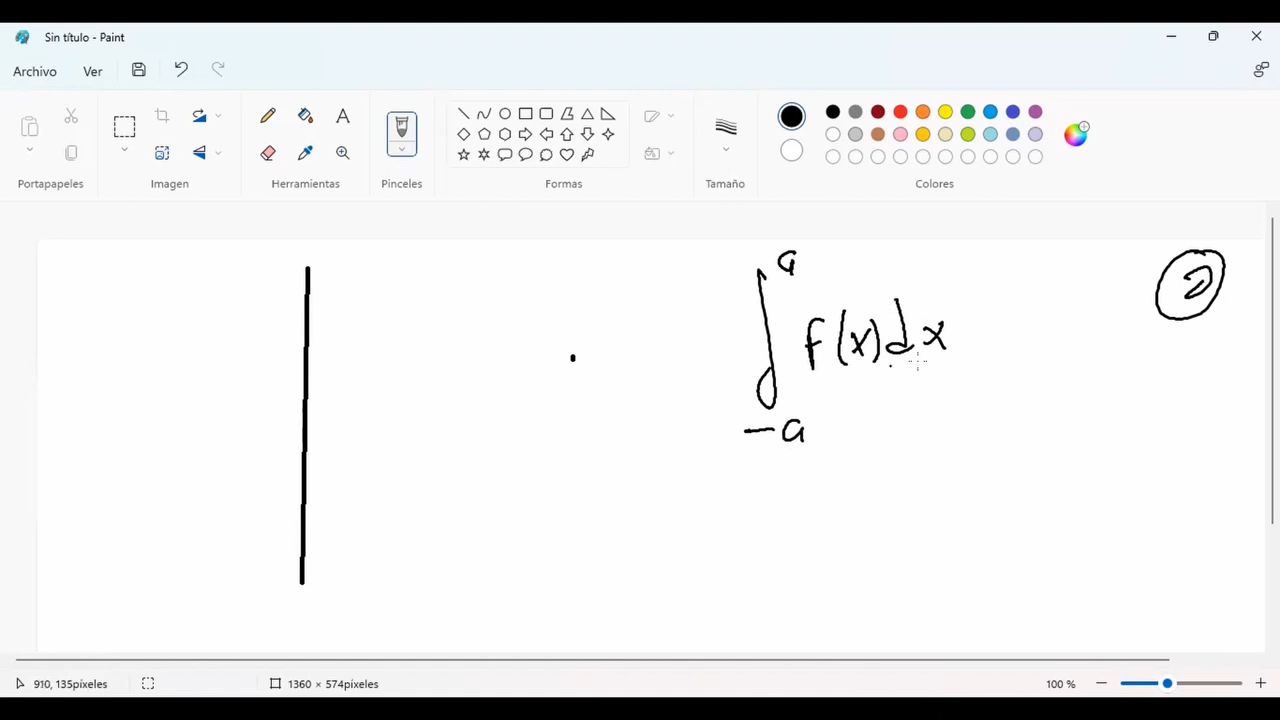 Sin título - Paint
Archivo Ver
Portapapeles Imagen Herramientas Pinceles Formas Tamaño Colores
a
∫ f(x)dx
-a
2
910, 135píxeles 1360 × 574píxeles 100 %